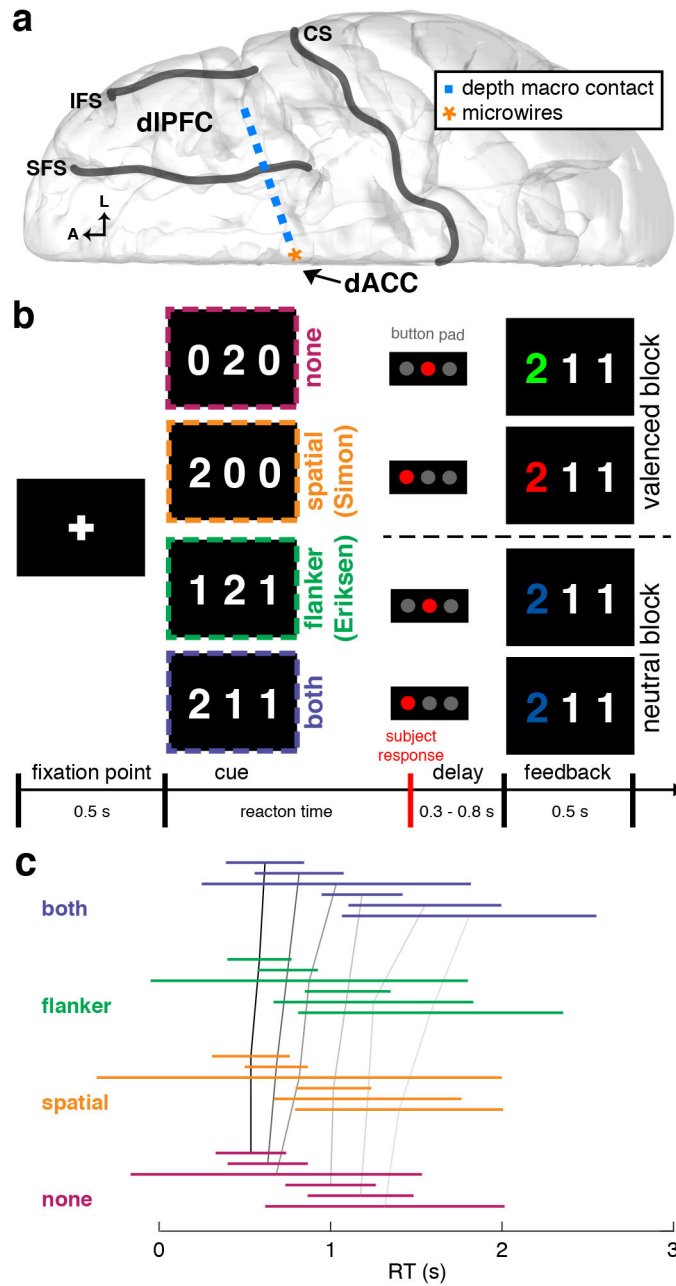 a
CS
IFS
dlPFC
SFS
L
A
dACC
depth macro contact
microwires
b
0 2 0
none
button pad
2 1 1
valenced block
2 0 0
spatial
(Simon)
2 1 1
1 2 1
flanker
(Eriksen)
2 1 1
neutral block
2 1 1
both
subject
response
2 1 1
fixation point
cue
delay
feedback
0.5 s
reacton time
0.3 - 0.8 s
0.5 s
c
both
flanker
spatial
none
0
1
2
3
RT (s)